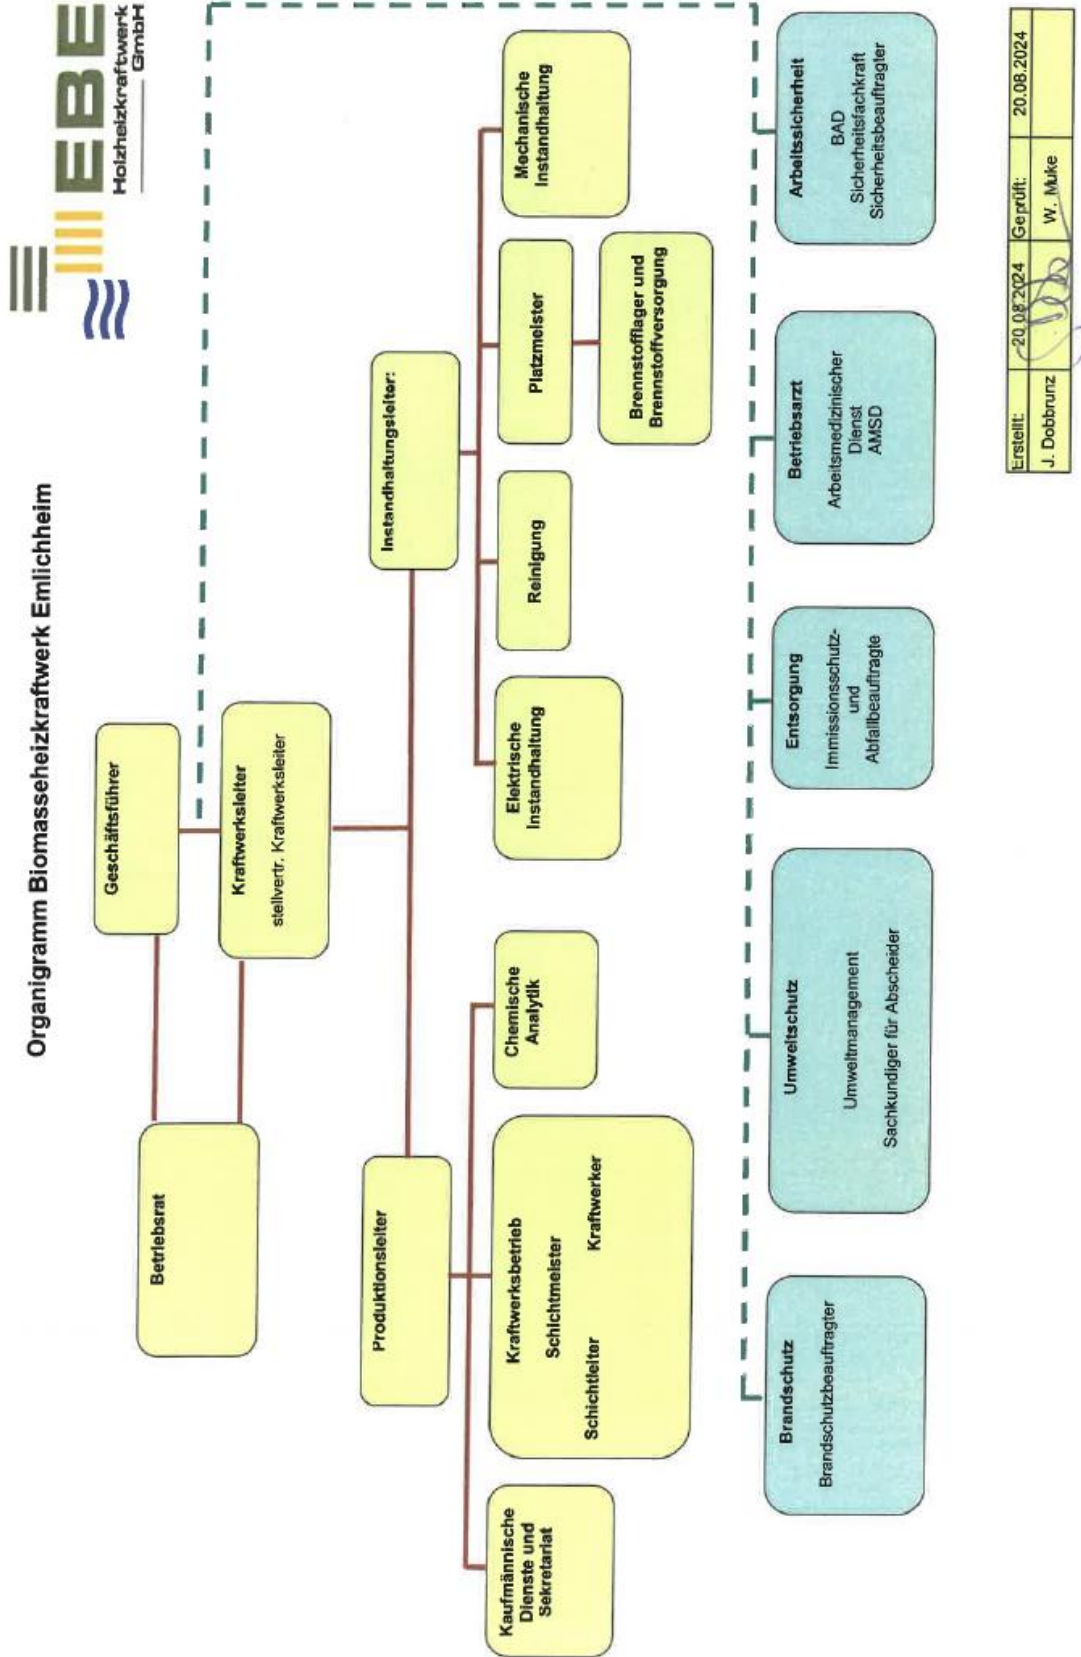 Organigramm Biomasseheizkraftwerk Emlichheim
EBE
Holzheizkraftwerk
GmbH
Geschäftsführer
Betriebsrat
Kraftwerksleiter
stellvertr. Kraftwerksleiter
Produktionsleiter
Instandhaltungsleiter:
Kaufmännische
Dienste und
Sekretariat
Kraftwerksbetrieb
Schichtmeister
Schichtleiter
Kraftwerker
Chemische
Analytik
Elektrische
Instandhaltung
Reinigung
Platzmeister
Mechanische
Instandhaltung
Brennstofflager und
Brennstoffversorgung
Brandschutz
Brandschutzbeauftragter
Umweltschutz
Umweltmanagement
Sachkundiger für Abscheider
Entsorgung
Immissionsschutz-
und
Abfallbeauftragte
Betriebsarzt
Arbeitsmedizinischer
Dienst
AMSD
Arbeitssicherheit
BAD
Sicherheitsfachkraft
Sicherheitsbeauftragter
Erstellt: 20.08.2024 Geprüft: 20.08.2024
J. Dobbrunz W. Muke